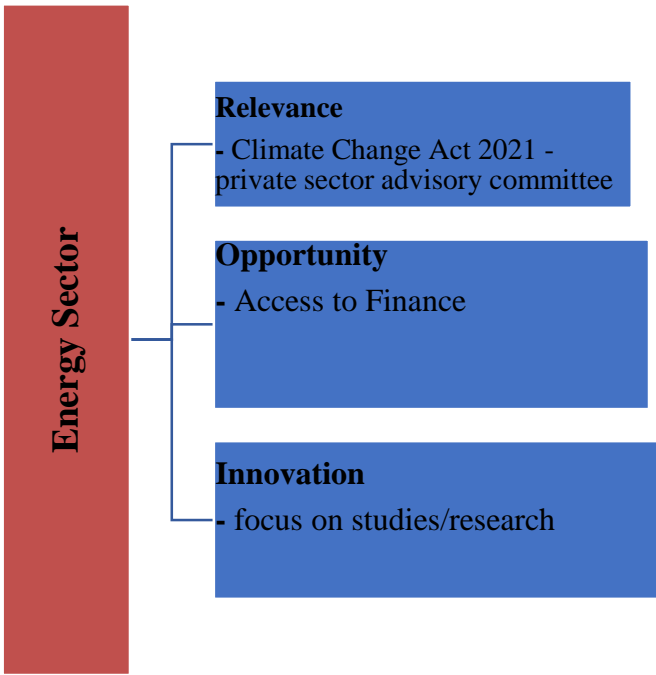 Energy Sector
Relevance
- Climate Change Act 2021 -
private sector advisory committee
Opportunity
- Access to Finance
Innovation
- focus on studies/research